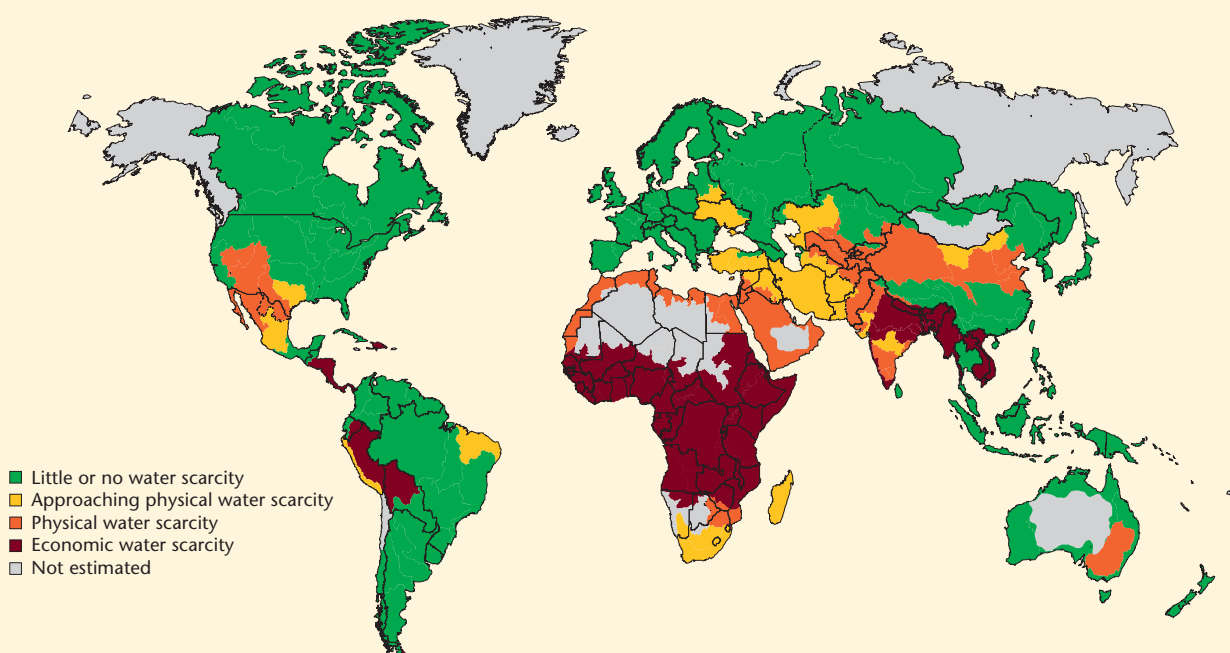 Little or no water scarcity
Approaching physical water scarcity
Physical water scarcity
Economic water scarcity
Not estimated